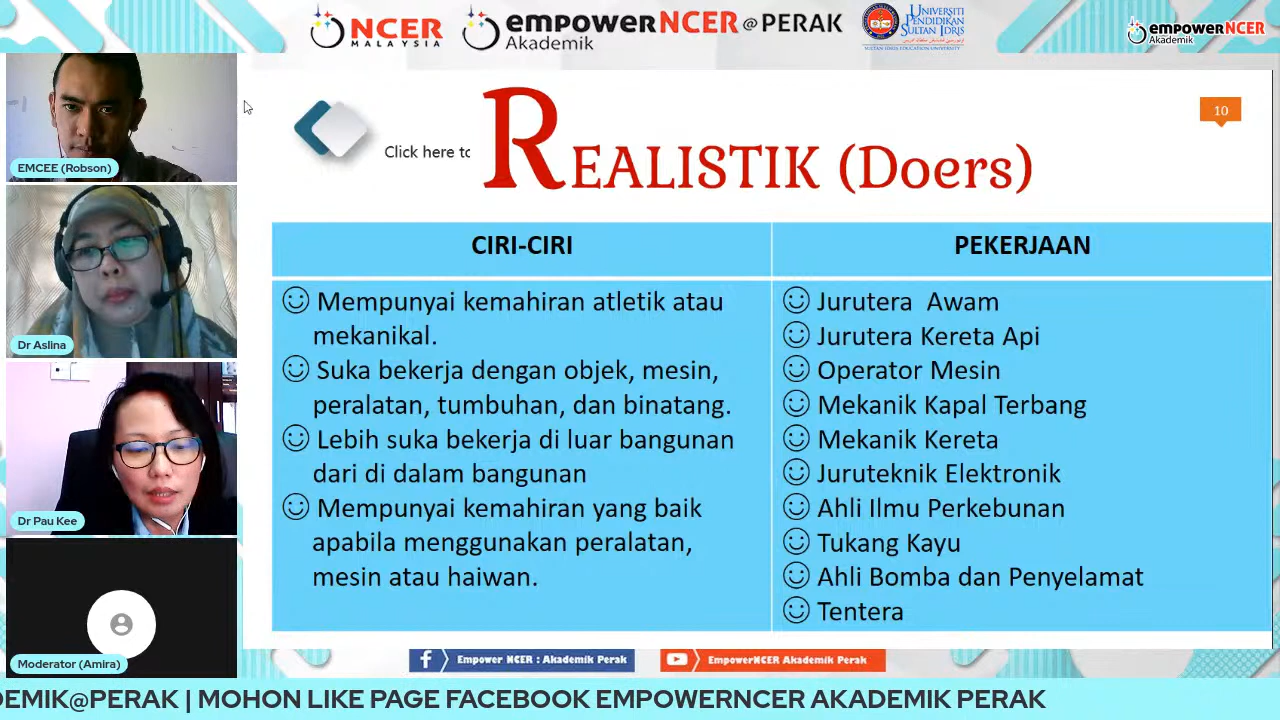 NCER
MALAYSIA
empowerNCER@PERAK
Akademik
UNIVERSITI
PENDIDIKAN
SULTAN IDRIS
SULTAN IDRIS EDUCATION UNIVERSITY
empowerNCER
Akademik
EMCEE (Robson)
Dr Aslina
Dr Pau Kee
Moderator (Amira)
Click here to
REALISTIK (Doers)
10
CIRI-CIRI
Mempunyai kemahiran atletik atau
mekanikal.
Suka bekerja dengan objek, mesin,
peralatan, tumbuhan, dan binatang.
Lebih suka bekerja di luar bangunan
dari di dalam bangunan
Mempunyai kemahiran yang baik
apabila menggunakan peralatan,
mesin atau haiwan.
PEKERJAAN
Jurutera Awam
Jurutera Kereta Api
Operator Mesin
Mekanik Kapal Terbang
Mekanik Kereta
Juruteknik Elektronik
Ahli Ilmu Perkebunan
Tukang Kayu
Ahli Bomba dan Penyelamat
Tentera
Empower NCER : Akademik Perak
EmpowerNCER Akademik Perak
DEMIK@PERAK | MOHON LIKE PAGE FACEBOOK EMPOWERNCER AKADEMIK PERAK